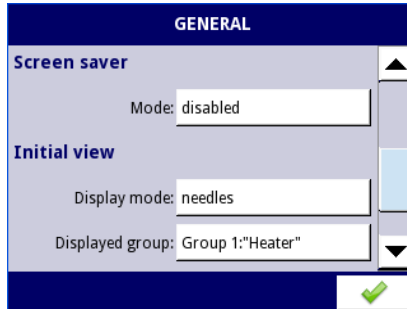 GENERAL
Screen saver
Mode: disabled
Initial view
Display mode: needles
Displayed group: Group 1:"Heater"